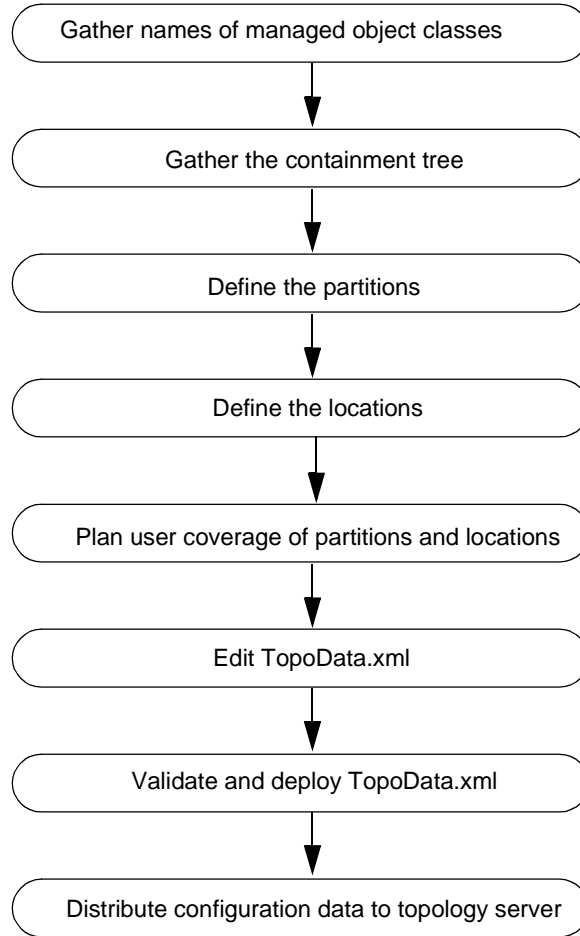 Gather names of managed object classes
Gather the containment tree
Define the partitions
Define the locations
Plan user coverage of partitions and locations
Edit TopoData.xml
Validate and deploy TopoData.xml
Distribute configuration data to topology server